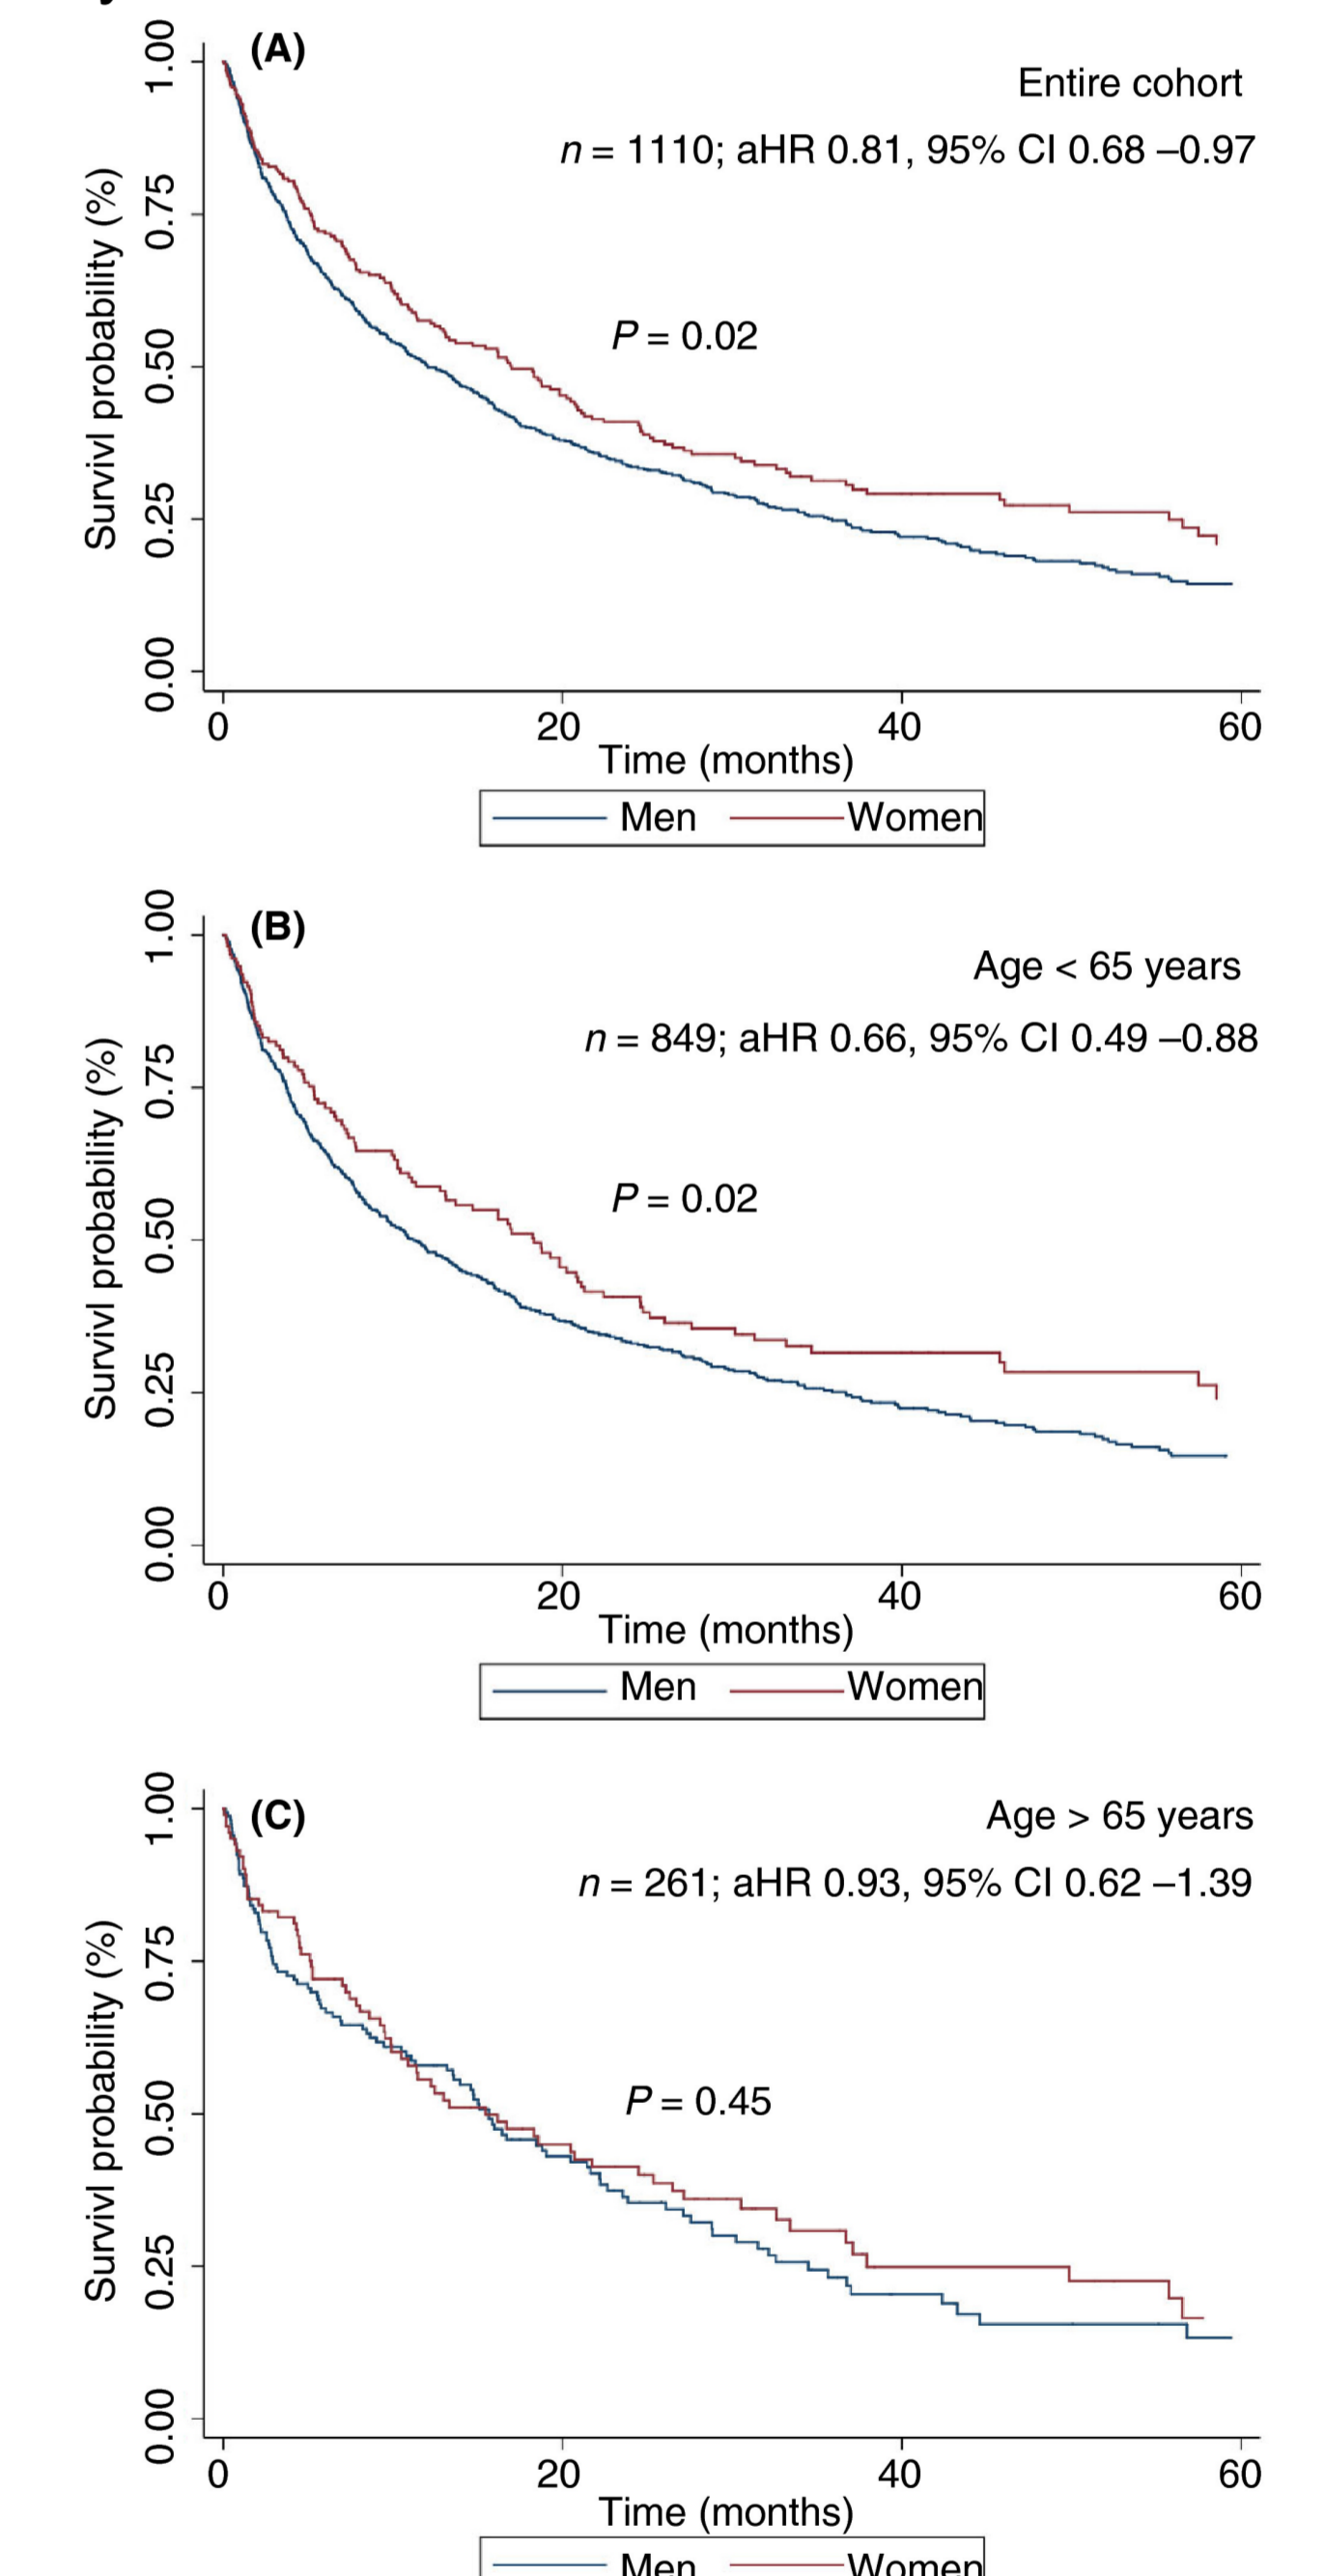 (A)
Entire cohort
n = 1110; aHR 0.81, 95% CI 0.68 –0.97
P = 0.02
Survivl probability (%)
1.00
0.75
0.50
0.25
0.00
0 20 40 60
Time (months)
Men Women
(B)
Age < 65 years
n = 849; aHR 0.66, 95% CI 0.49 –0.88
P = 0.02
Survivl probability (%)
1.00
0.75
0.50
0.25
0.00
0 20 40 60
Time (months)
Men Women
(C)
Age > 65 years
n = 261; aHR 0.93, 95% CI 0.62 –1.39
P = 0.45
Survivl probability (%)
1.00
0.75
0.50
0.25
0.00
0 20 40 60
Time (months)
Men Women